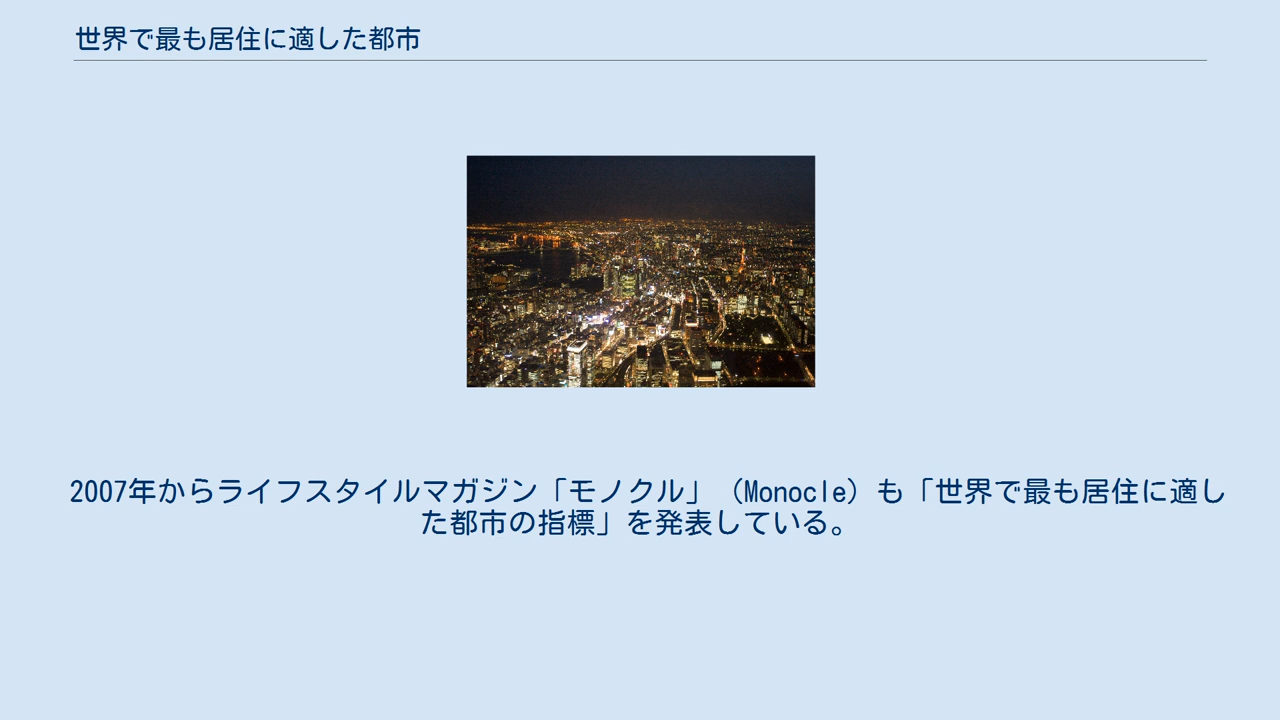 世界で最も居住に適した都市
2007年からライフスタイルマガジン「モノクル」（Monocle）も「世界で最も居住に適し
た都市の指標」を発表している。